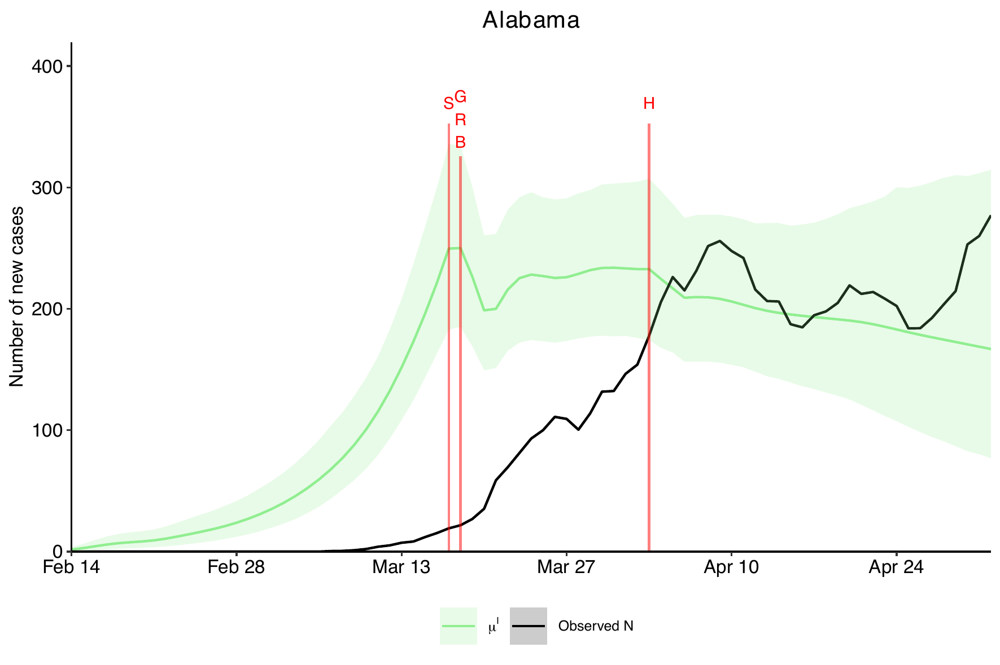 Alabama
Number of new cases
400
300
200
100
0
S
G
R
B
H
Feb 14
Feb 28
Mar 13
Mar 27
Apr 10
Apr 24
μ^I
Observed N